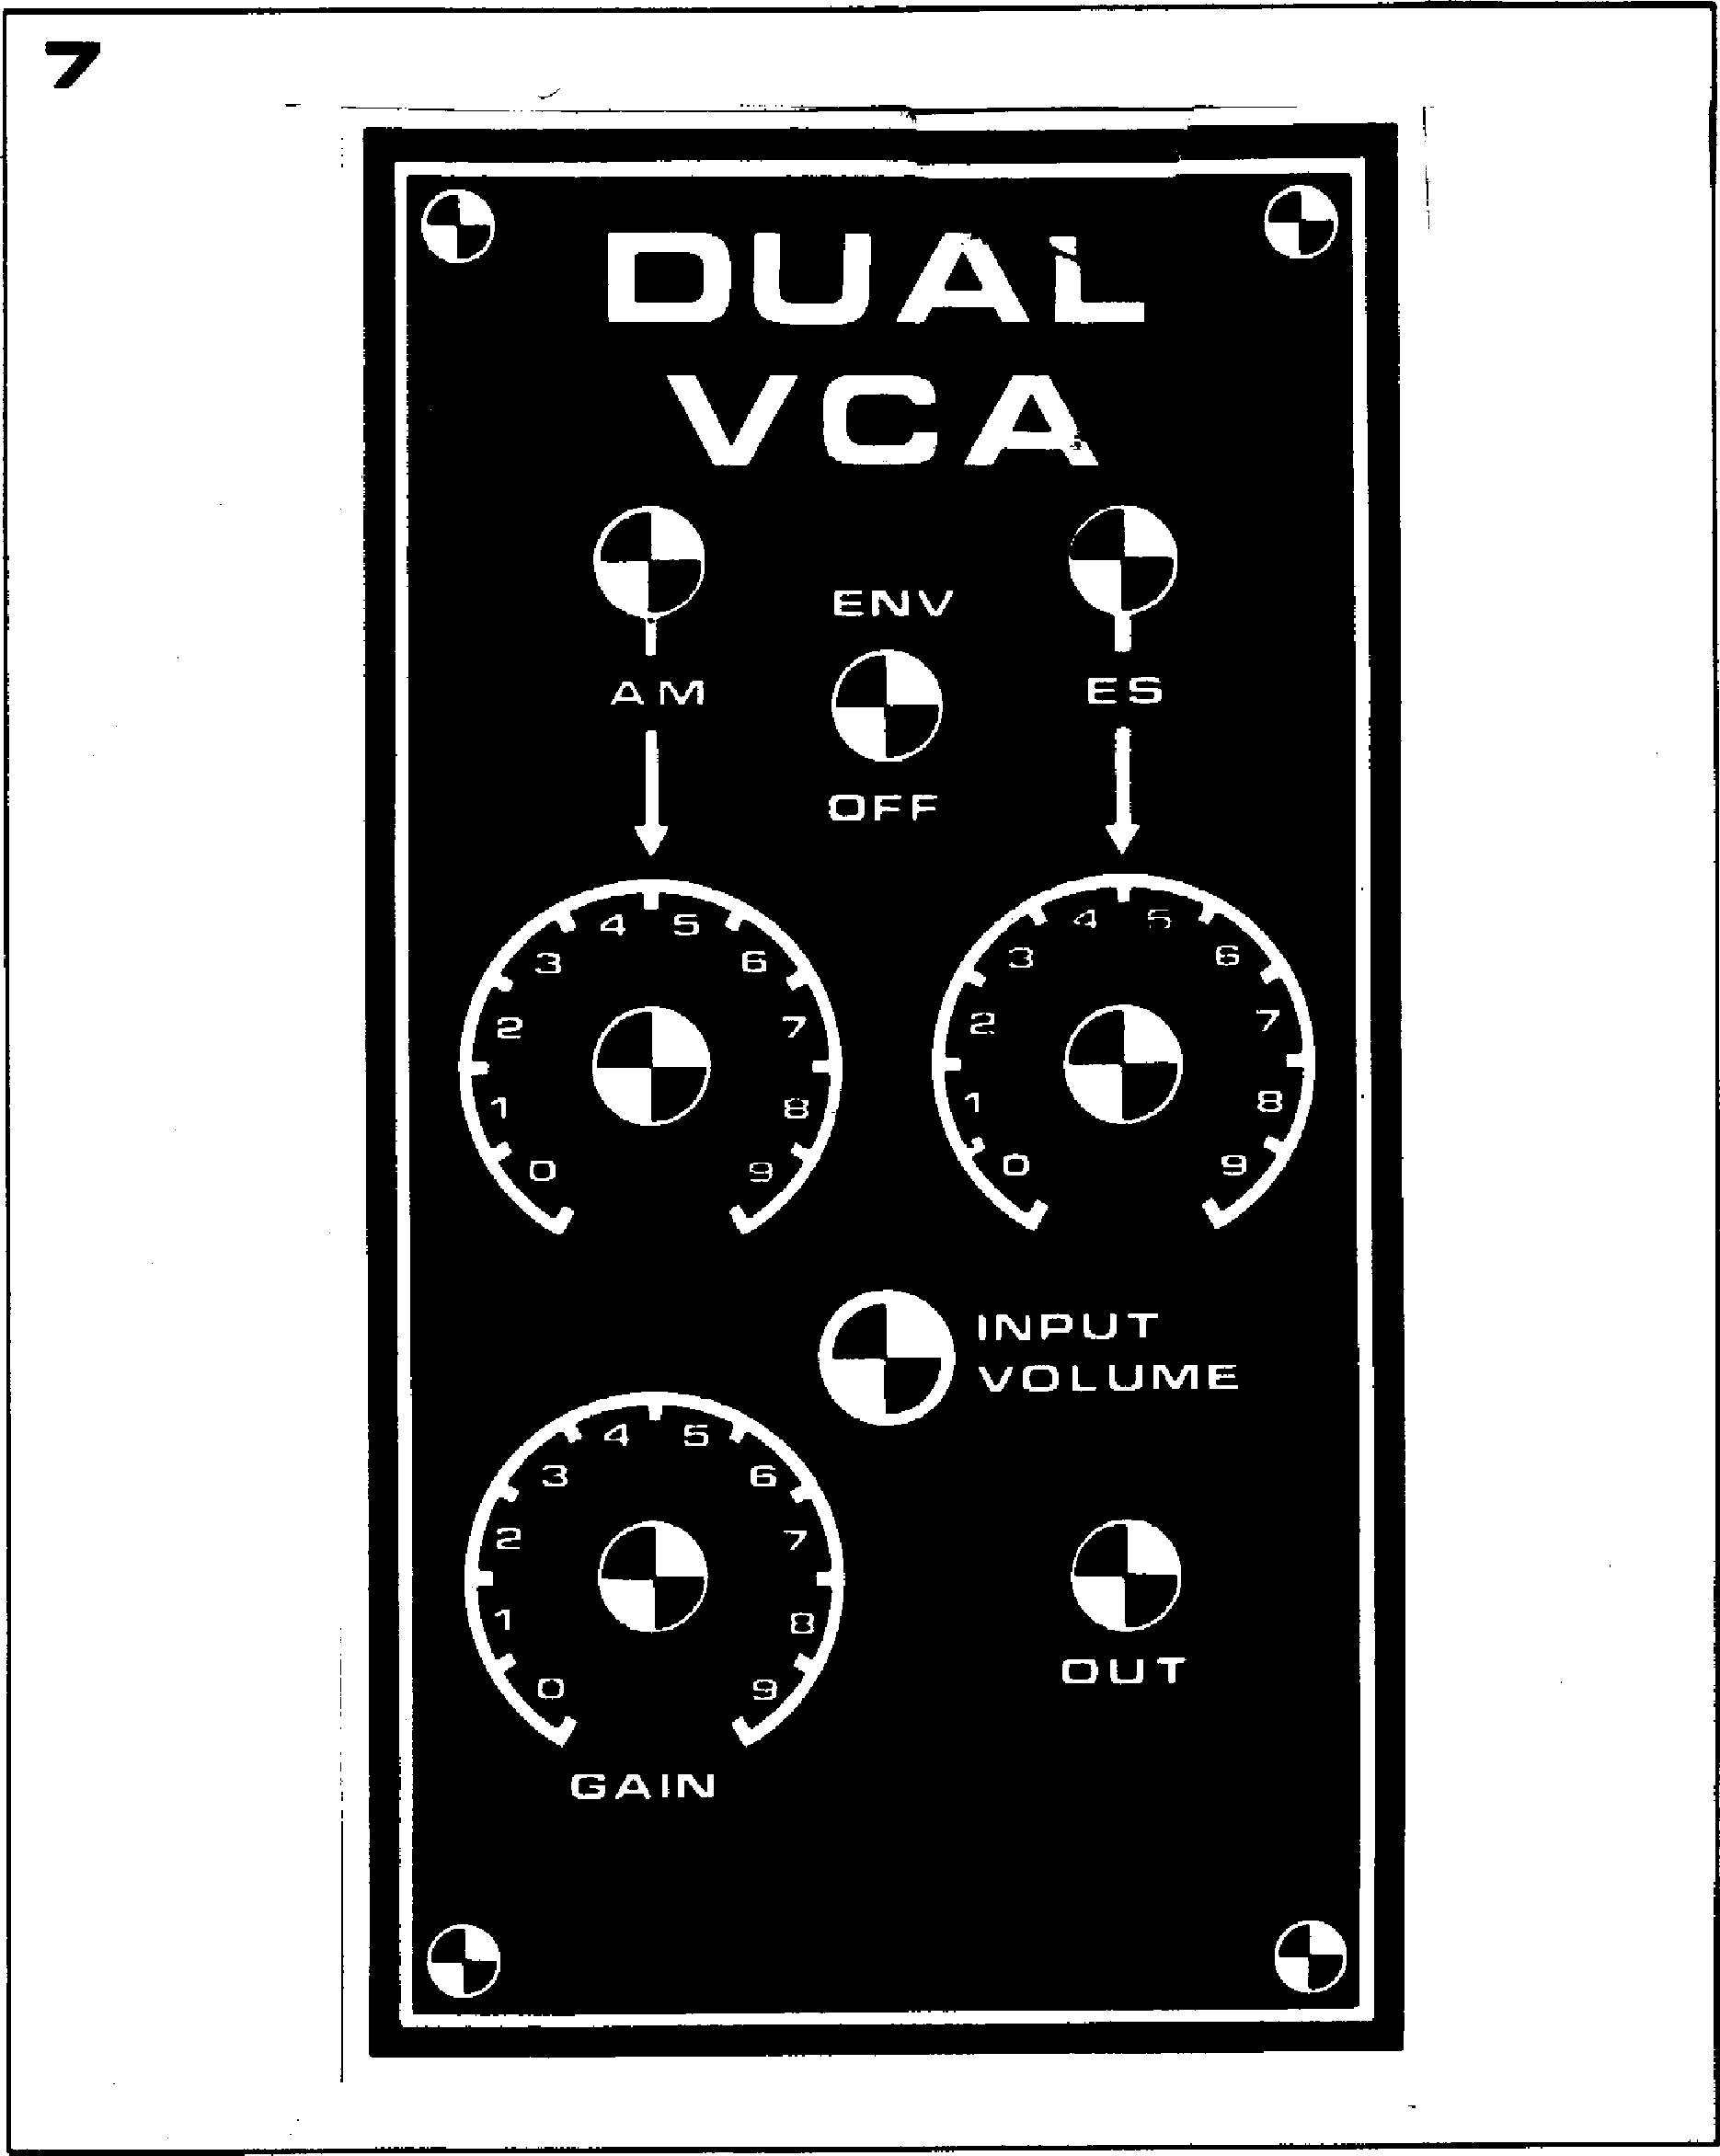 7
DUAL
VCA
ENV
AM
ES
OFF
0 1 2 3 4 5 6 7 8 9
0 1 2 3 4 5 6 7 8 9
INPUT
VOLUME
0 1 2 3 4 5 6 7 8 9
OUT
GAIN